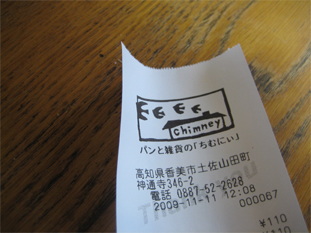 Chimney
パンと雑貨の「ちむにぃ」
高知県香美市土佐山田町
神通寺346-2
電話 0887-52-2628
2009-11-11 12:08
000067
¥110
¥110